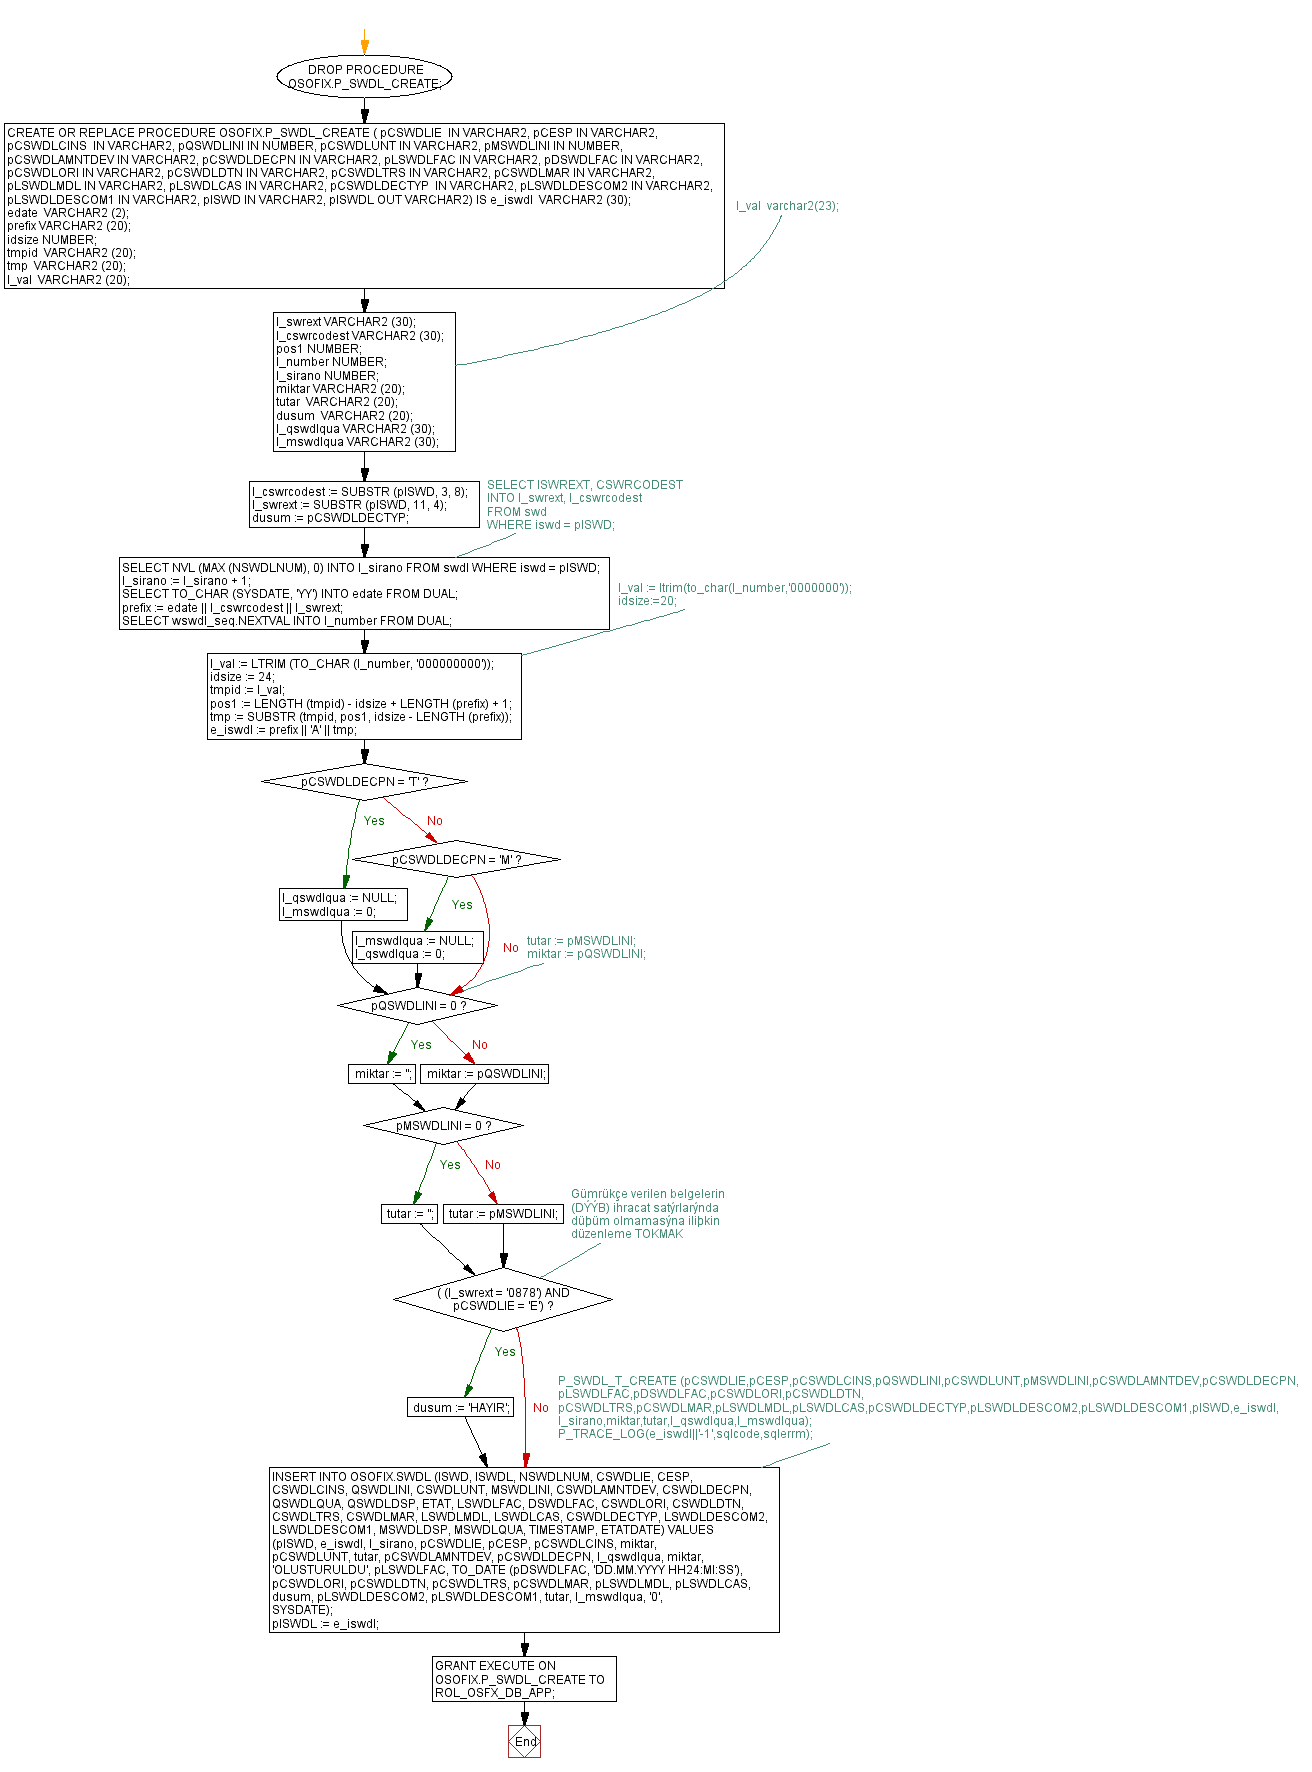 DROP PROCEDURE
OSOFIX.P_SWDL_CREATE;
CREATE OR REPLACE PROCEDURE OSOFIX.P_SWDL_CREATE ( pCSWDLIE  IN VARCHAR2, pCESP IN VARCHAR2,
pCSWDLCINS  IN VARCHAR2, pQSWDLINI IN NUMBER, pCSWDLUNT IN VARCHAR2, pMSWDLINI IN NUMBER,
pCSWDLAMNTDEV IN VARCHAR2, pCSWDLDECPN IN VARCHAR2, pLSWDLFAC IN VARCHAR2, pDSWDLFAC IN VARCHAR2,
pCSWDLORI IN VARCHAR2, pCSWDLDTN IN VARCHAR2, pCSWDLTRS IN VARCHAR2, pCSWDLMAR IN VARCHAR2,
pLSWDLMDL IN VARCHAR2, pLSWDLCAS IN VARCHAR2, pCSWDLDECTYP  IN VARCHAR2, pLSWDLDESCOM2 IN VARCHAR2,
pLSWDLDESCOM1 IN VARCHAR2, pISWD IN VARCHAR2, pISWDL OUT VARCHAR2) IS e_iswdl  VARCHAR2 (30);
edate  VARCHAR2 (2);
prefix VARCHAR2 (20);
idsize NUMBER;
tmpid  VARCHAR2 (20);
tmp  VARCHAR2 (20);
l_val  VARCHAR2 (20);
l_val  varchar2(23);
l_swrext VARCHAR2 (30);
l_cswrcodest VARCHAR2 (30);
pos1 NUMBER;
l_number NUMBER;
l_sirano NUMBER;
miktar VARCHAR2 (20);
tutar  VARCHAR2 (20);
dusum  VARCHAR2 (20);
l_qswdlqua VARCHAR2 (30);
l_mswdlqua VARCHAR2 (30);
l_cswrcodest := SUBSTR (pISWD, 3, 8);
l_swrext := SUBSTR (pISWD, 11, 4);
dusum := pCSWDLDECTYP;
SELECT ISWREXT, CSWRCODEST
INTO l_swrext, l_cswrcodest
FROM swd
WHERE iswd = pISWD;
SELECT NVL (MAX (NSWDLNUM), 0) INTO l_sirano FROM swdl WHERE iswd = pISWD;
l_sirano := l_sirano + 1;
SELECT TO_CHAR (SYSDATE, 'YY') INTO edate FROM DUAL;
prefix := edate || l_cswrcodest || l_swrext;
SELECT wswdl_seq.NEXTVAL INTO l_number FROM DUAL;
l_val := ltrim(to_char(l_number,'0000000'));
idsize:=20;
l_val := LTRIM (TO_CHAR (l_number, '000000000'));
idsize := 24;
tmpid := l_val;
pos1 := LENGTH (tmpid) - idsize + LENGTH (prefix) + 1;
tmp := SUBSTR (tmpid, pos1, idsize - LENGTH (prefix));
e_iswdl := prefix || 'A' || tmp;
pCSWDLDECPN = 'T' ?
Yes
No
pCSWDLDECPN = 'M' ?
l_qswdlqua := NULL;
l_mswdlqua := 0;
Yes
l_mswdlqua := NULL;
l_qswdlqua := 0;
No
tutar := pMSWDLINI;
miktar := pQSWDLINI;
pQSWDLINI = 0 ?
Yes
No
miktar := '';
miktar := pQSWDLINI;
pMSWDLINI = 0 ?
Yes
No
tutar := '';
tutar := pMSWDLINI;
Gümrükçe verilen belgelerin
(DÝÝB) ihracat satýrlarýnda
düþüm olmamasýna iliþkin
düzenleme TOKMAK
( (l_swrext = '0878') AND
pCSWDLIE = 'E') ?
Yes
dusum := 'HAYIR';
No
P_SWDL_T_CREATE (pCSWDLIE,pCESP,pCSWDLCINS,pQSWDLINI,pCSWDLUNT,pMSWDLINI,pCSWDLAMNTDEV,pCSWDLDECPN,
pLSWDLFAC,pDSWDLFAC,pCSWDLORI,pCSWDLDTN,
pCSWDLTRS,pCSWDLMAR,pLSWDLMDL,pLSWDLCAS,pCSWDLDECTYP,pLSWDLDESCOM2,pLSWDLDESCOM1,pISWD,e_iswdl,
l_sirano,miktar,tutar,l_qswdlqua,l_mswdlqua);
P_TRACE_LOG(e_iswdl||'-1',sqlcode,sqlerrm);
INSERT INTO OSOFIX.SWDL (ISWD, ISWDL, NSWDLNUM, CSWDLIE, CESP,
CSWDLCINS, QSWDLINI, CSWDLUNT, MSWDLINI, CSWDLAMNTDEV, CSWDLDECPN,
QSWDLQUA, QSWDLDSP, ETAT, LSWDLFAC, DSWDLFAC, CSWDLORI, CSWDLDTN,
CSWDLTRS, CSWDLMAR, LSWDLMDL, LSWDLCAS, CSWDLDECTYP, LSWDLDESCOM2,
LSWDLDESCOM1, MSWDLDSP, MSWDLQUA, TIMESTAMP, ETATDATE) VALUES
(pISWD, e_iswdl, l_sirano, pCSWDLIE, pCESP, pCSWDLCINS, miktar,
pCSWDLUNT, tutar, pCSWDLAMNTDEV, pCSWDLDECPN, l_qswdlqua, miktar,
'OLUSTURULDU', pLSWDLFAC, TO_DATE (pDSWDLFAC, 'DD.MM.YYYY HH24:MI:SS'),
pCSWDLORI, pCSWDLDTN, pCSWDLTRS, pCSWDLMAR, pLSWDLMDL, pLSWDLCAS,
dusum, pLSWDLDESCOM2, pLSWDLDESCOM1, tutar, l_mswdlqua, '0',
SYSDATE);
pISWDL := e_iswdl;
GRANT EXECUTE ON
OSOFIX.P_SWDL_CREATE TO
ROL_OSFX_DB_APP;
End